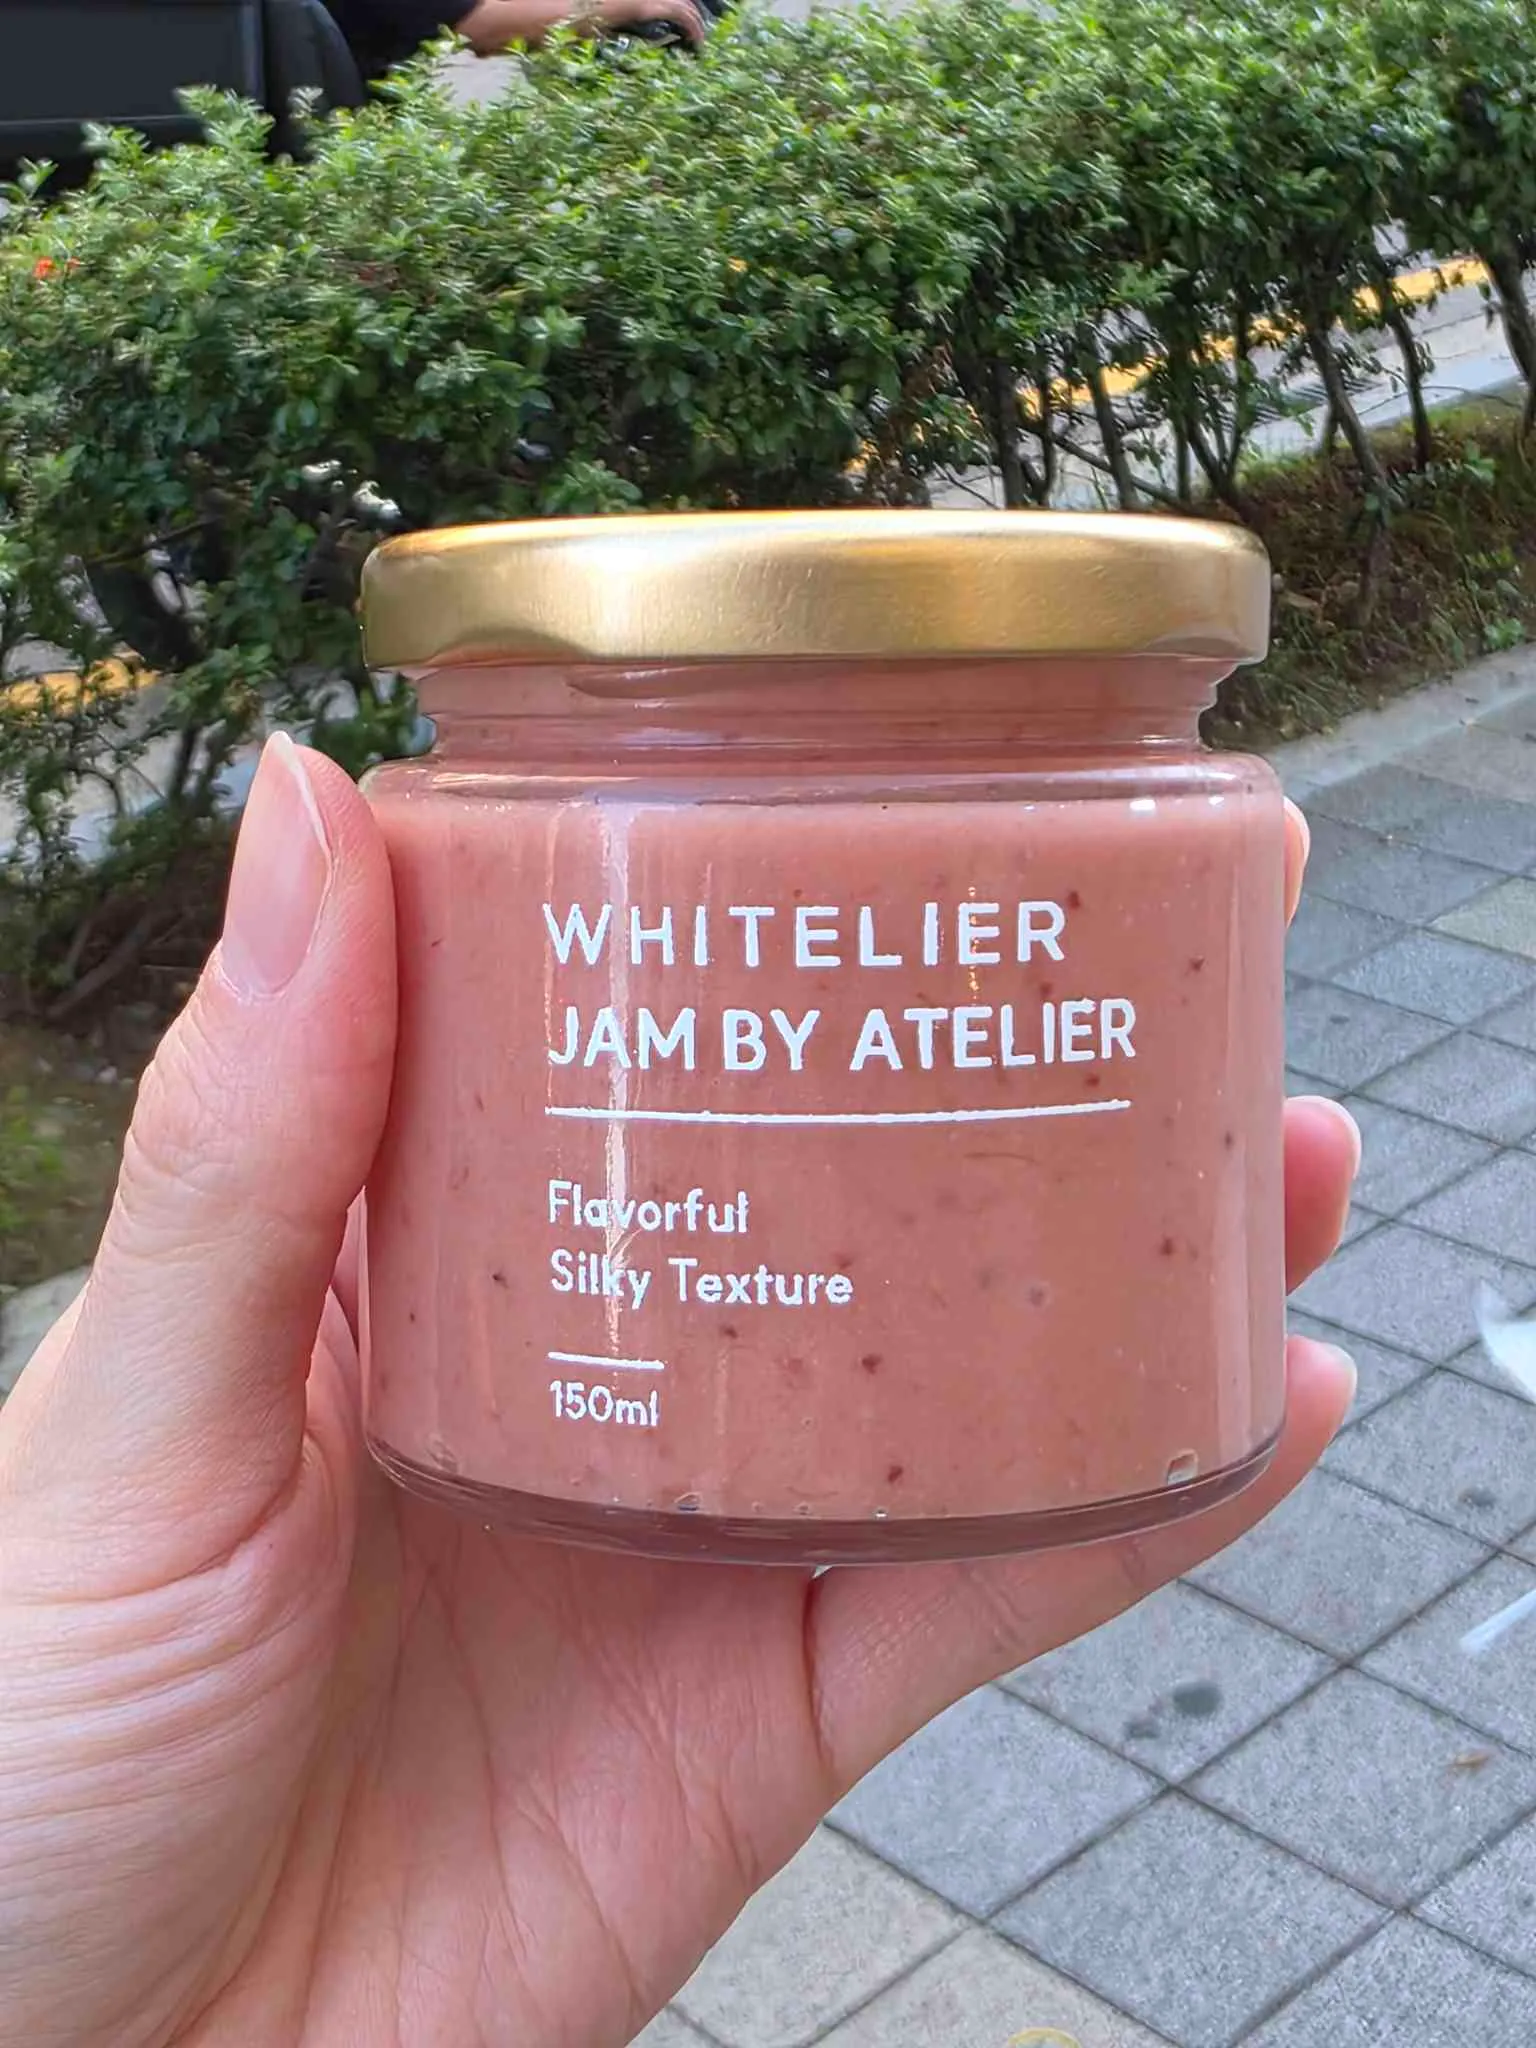 WHITELIER
JAM BY ATELIER
Flavorful
Silky Texture
150ml